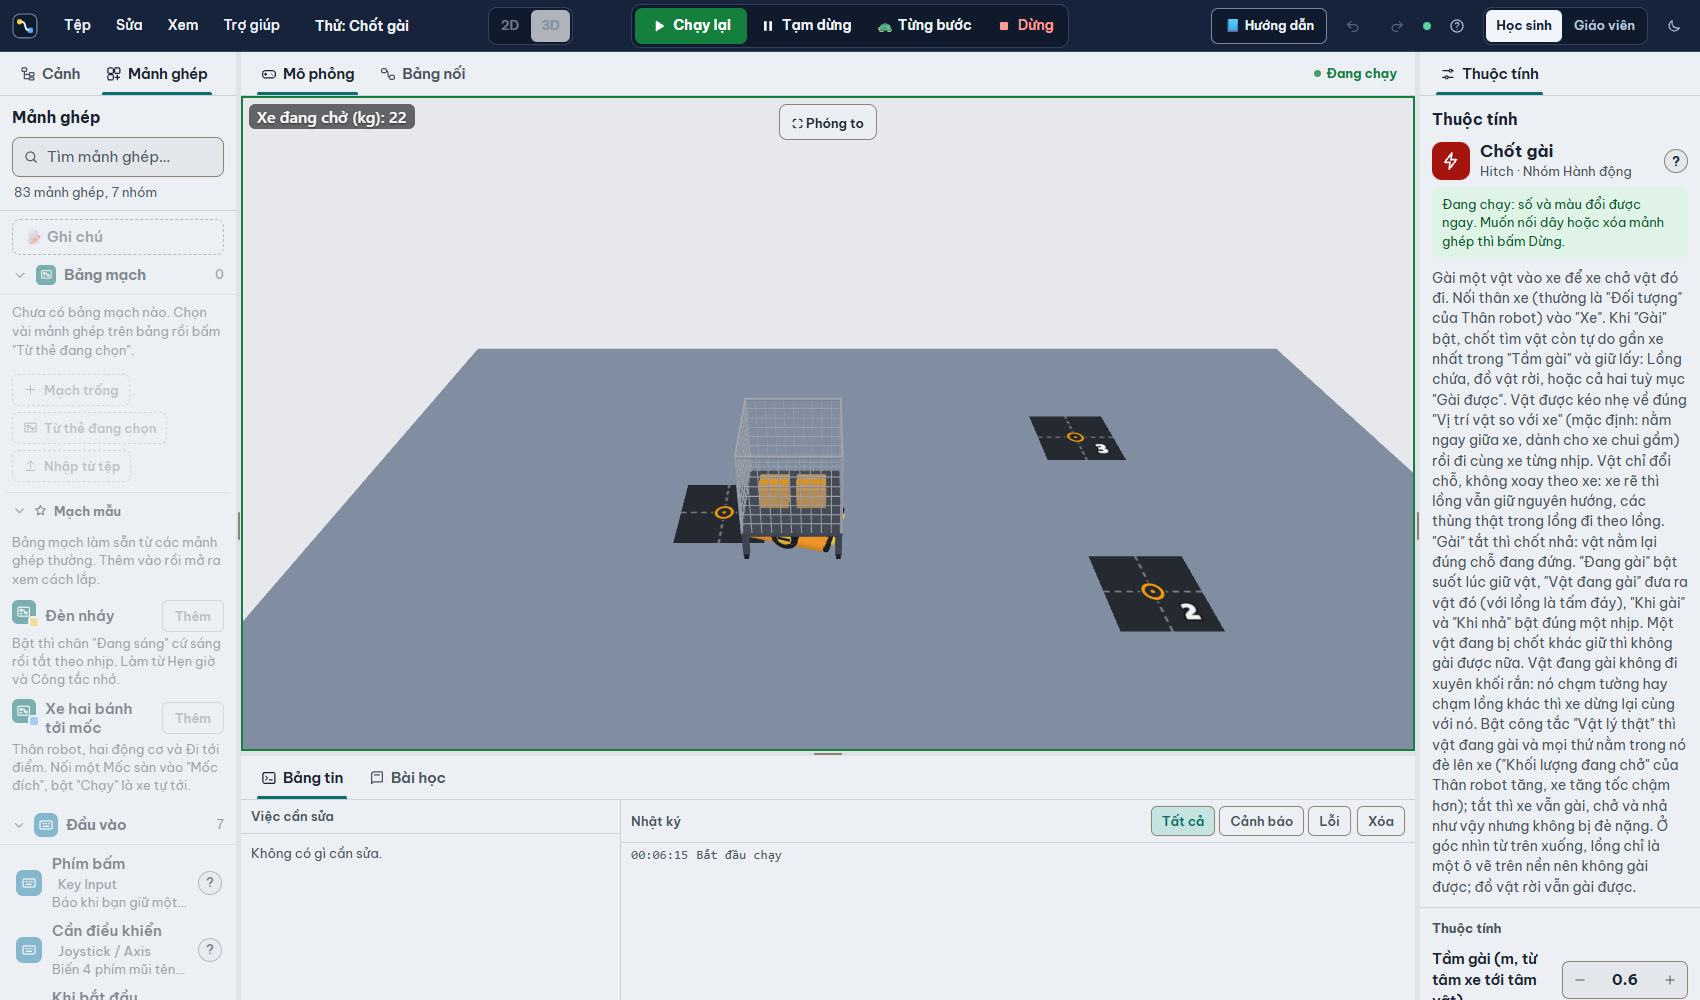 Tệp
Sửa
Xem
Trợ giúp
Thử: Chốt gài
2D
3D
Chạy lại
Tạm dừng
Từng bước
Dừng
Hướng dẫn
Học sinh
Giáo viên
Cảnh
Mảnh ghép
Mảnh ghép
Tìm mảnh ghép...
83 mảnh ghép, 7 nhóm
Ghi chú
Bảng mạch
0
Chưa có bảng mạch nào. Chọn
vài mảnh ghép trên bảng rồi bấm
"Từ thẻ đang chọn".
Mạch trống
Từ thẻ đang chọn
Nhập từ tệp
Mạch mẫu
Bảng mạch làm sẵn từ các mảnh
ghép thường. Thêm vào rồi mở ra
xem cách lắp.
Đèn nháy
Thêm
Bật thì chân "Đang sáng" cứ sáng
rồi tắt theo nhịp. Làm từ Hẹn giờ
và Công tắc nhớ.
Xe hai bánh
tới mốc
Thêm
Thân robot, hai động cơ và Đi tới
điểm. Nối một Mốc sàn vào "Mốc
đích", bật "Chạy" là xe tự tới.
Đầu vào
7
Phím bấm
Key Input
Báo khi bạn giữ một...
?
Cần điều khiển
Joystick / Axis
Biến 4 phím mũi tên...
?
Khi bắt đầu
Mô phỏng
Bảng nối
Đang chạy
Xe đang chở (kg): 22
Phóng to
3
2
Bảng tin
Bài học
Việc cần sửa
Không có gì cần sửa.
Nhật ký
Tất cả
Cảnh báo
Lỗi
Xóa
00:06:15 Bắt đầu chạy
Thuộc tính
Thuộc tính
Chốt gài
Hitch · Nhóm Hành động
?
Đang chạy: số và màu đổi được
ngay. Muốn nối dây hoặc xóa mảnh
ghép thì bấm Dừng.
Gài một vật vào xe để xe chở vật đó
đi. Nối thân xe (thường là "Đối tượng"
của Thân robot) vào "Xe". Khi "Gài"
bật, chốt tìm vật còn tự do gần xe
nhất trong "Tầm gài" và giữ lấy: Lồng
chứa, đồ vật rời, hoặc cả hai tuỳ mục
"Gài được". Vật được kéo nhẹ về đúng
"Vị trí vật so với xe" (mặc định: nằm
ngay giữa xe, dành cho xe chui gầm)
rồi đi cùng xe từng nhịp. Vật chỉ đổi
chỗ, không xoay theo xe: xe rẽ thì
lồng vẫn giữ nguyên hướng, các
thùng thật trong lồng đi theo lồng.
"Gài" tắt thì chốt nhả: vật nằm lại
đúng chỗ đang đứng. "Đang gài" bật
suốt lúc giữ vật, "Vật đang gài" đưa ra
vật đó (với lồng là tấm đáy), "Khi gài"
và "Khi nhả" bật đúng một nhịp. Một
vật đang bị chốt khác giữ thì không
gài được nữa. Vật đang gài không đi
xuyên khối rắn: nó chạm tường hay
chạm lồng khác thì xe dừng lại cùng
với nó. Bật công tắc "Vật lý thật" thì
vật đang gài và mọi thứ nằm trong nó
đè lên xe ("Khối lượng đang chở" của
Thân robot tăng, xe tăng tốc chậm
hơn); tắt thì xe vẫn gài, chở và nhả
như vậy nhưng không bị đè nặng. Ở
góc nhìn từ trên xuống, lồng chỉ là
một ô vẽ trên nền nên không gài
được; đồ vật rời vẫn gài được.
Thuộc tính
Tầm gài (m, từ
tâm xe tới tâm
vật)
0.6